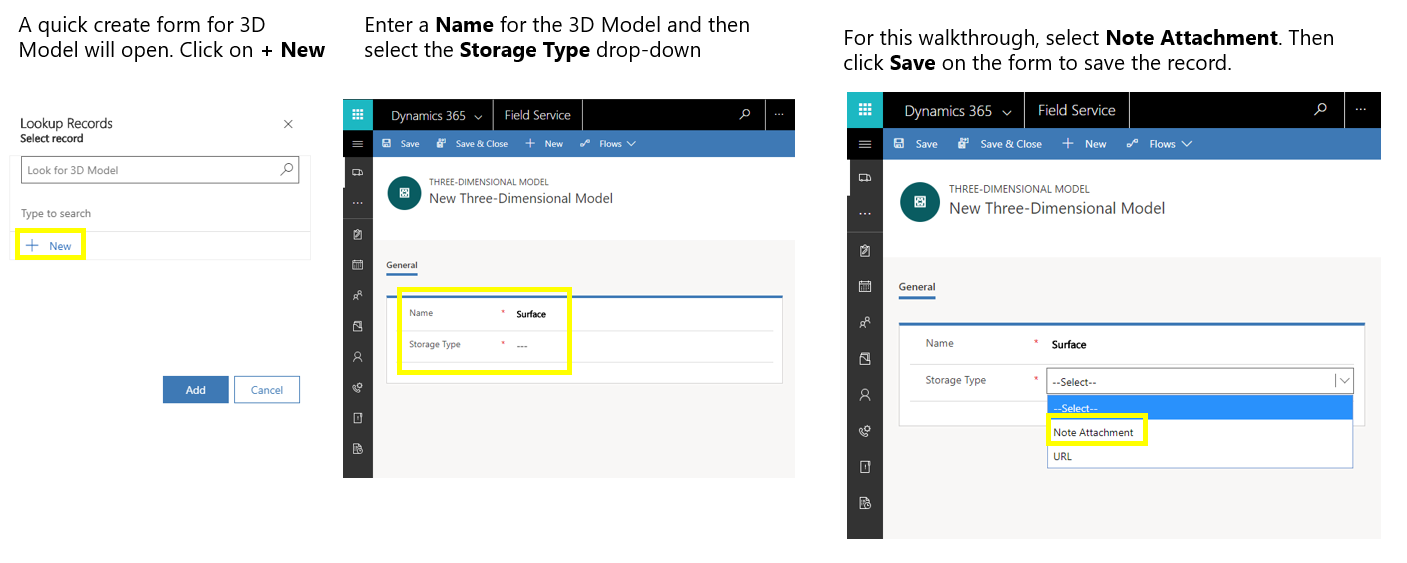 A quick create form for 3D
Model will open. Click on + New
Lookup Records
Select record
Look for 3D Model
Type to search
New
Add
Cancel
Enter a Name for the 3D Model and then
select the Storage Type drop-down
Dynamics 365
Field Service
...
Save
Save & Close
New
Flows
THREE-DIMENSIONAL MODEL
New Three-Dimensional Model
General
Name * Surface
Storage Type * ---
For this walkthrough, select Note Attachment. Then
click Save on the form to save the record.
Dynamics 365
Field Service
...
Save
Save & Close
New
Flows
THREE-DIMENSIONAL MODEL
New Three-Dimensional Model
General
Name * Surface
Storage Type * --Select--
--Select--
Note Attachment
URL